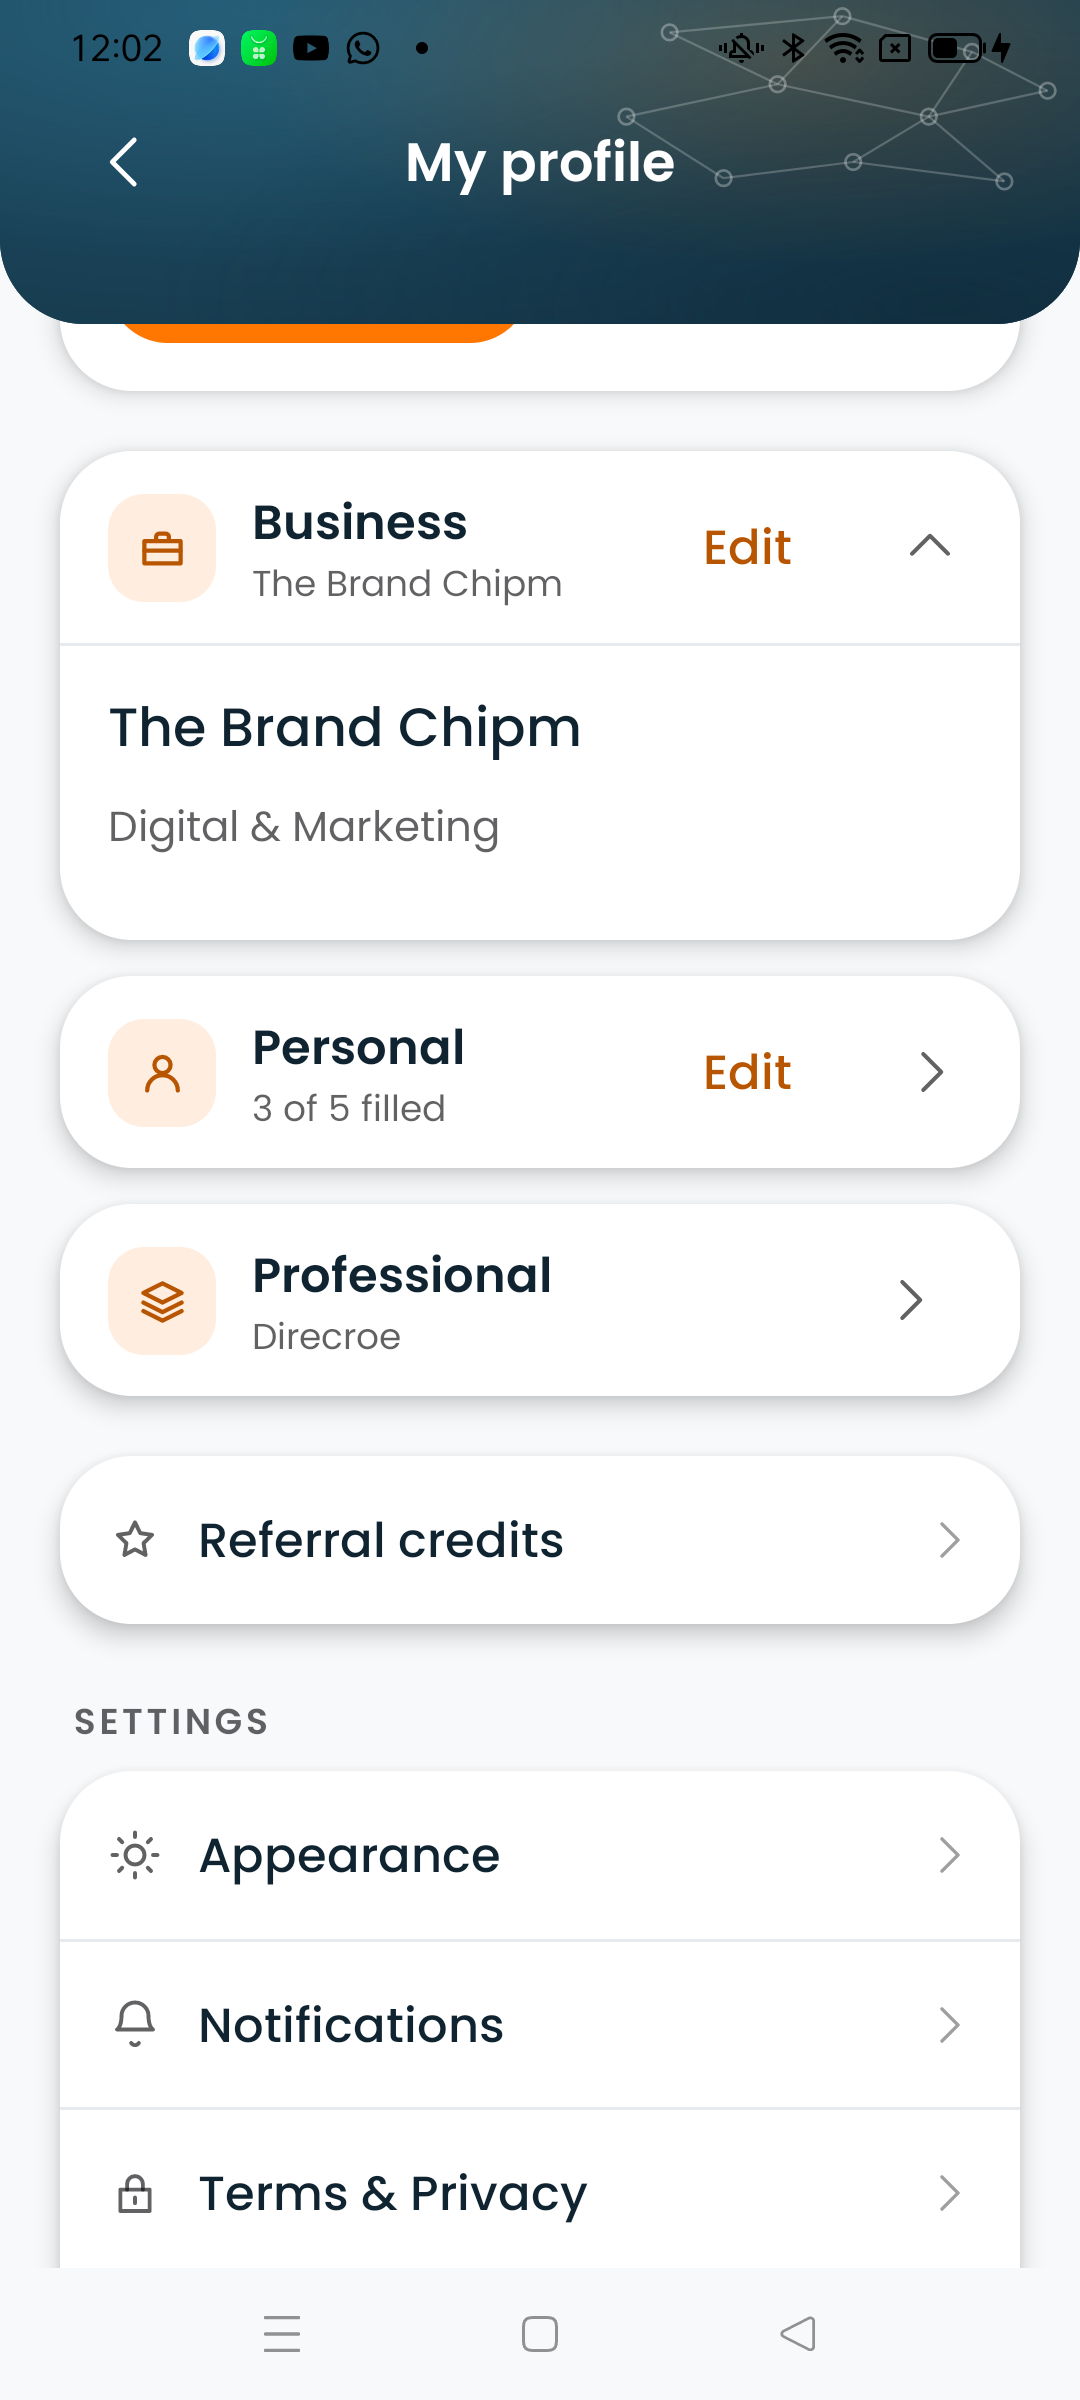 12:02
My profile
Business
The Brand Chipm
Edit
The Brand Chipm
Digital & Marketing
Personal
3 of 5 filled
Edit
Professional
Direcroe
Referral credits
SETTINGS
Appearance
Notifications
Terms & Privacy